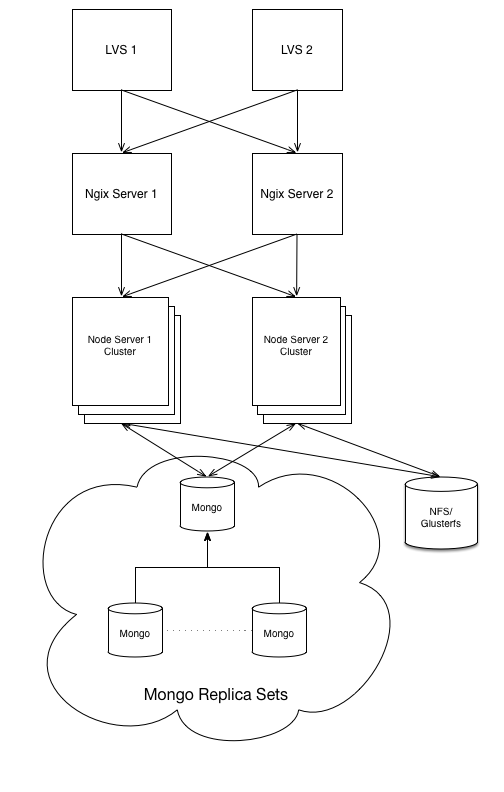 LVS 1
LVS 2
Ngix Server 1
Ngix Server 2
Node Server 1
Cluster
Node Server 2
Cluster
Mongo
NFS/
Glusterfs
Mongo
Mongo
Mongo Replica Sets